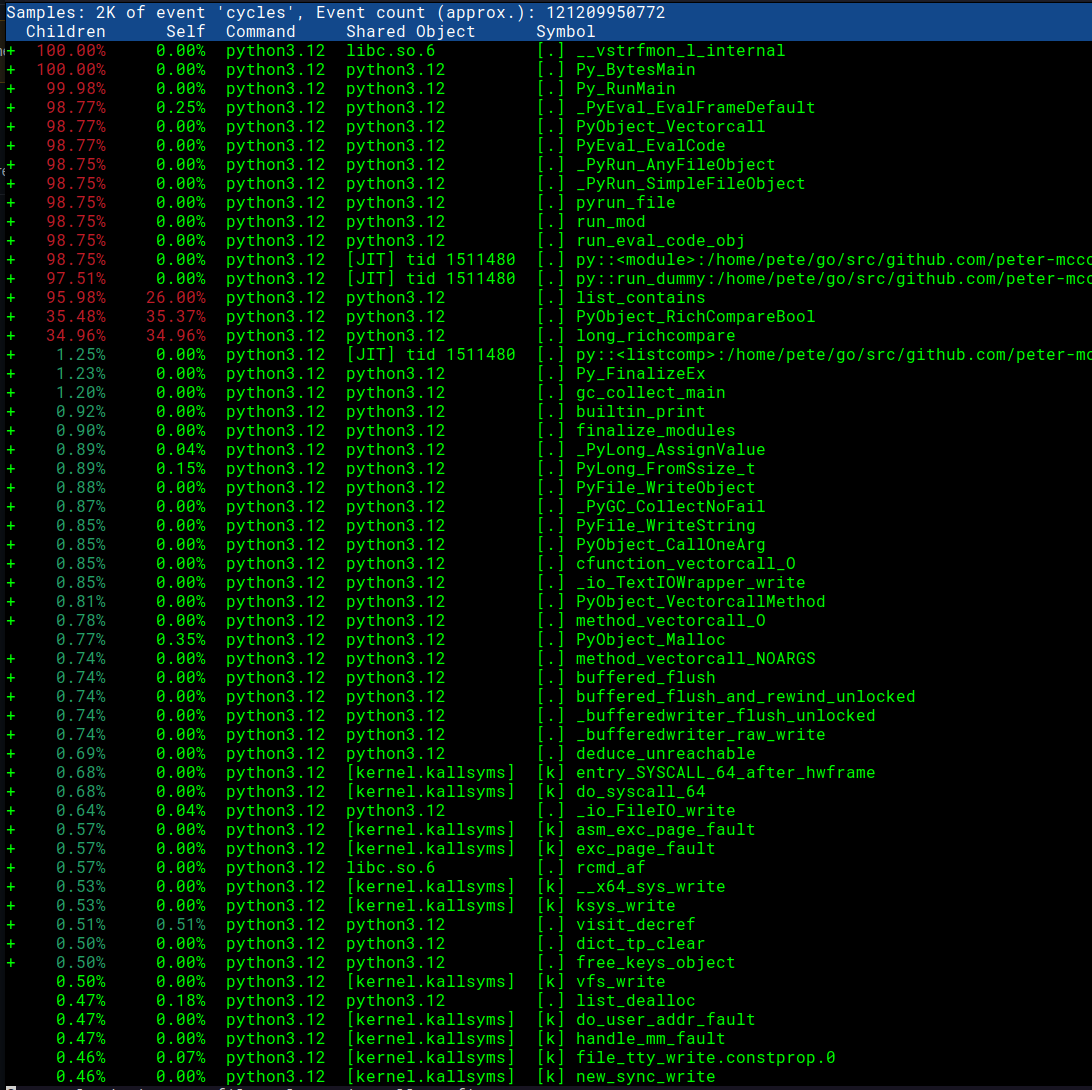 Samples: 2K of event 'cycles', Event count (approx.): 121209950772
Children Self Command Shared Object Symbol
+ 100.00% 0.00% python3.12 libc.so.6 [.] __vstrfmon_l_internal
+ 100.00% 0.00% python3.12 python3.12 [.] Py_BytesMain
+ 99.98% 0.00% python3.12 python3.12 [.] Py_RunMain
+ 98.77% 0.25% python3.12 python3.12 [.] _PyEval_EvalFrameDefault
+ 98.77% 0.00% python3.12 python3.12 [.] PyObject_Vectorcall
+ 98.77% 0.00% python3.12 python3.12 [.] PyEval_EvalCode
+ 98.75% 0.00% python3.12 python3.12 [.] _PyRun_AnyFileObject
+ 98.75% 0.00% python3.12 python3.12 [.] _PyRun_SimpleFileObject
+ 98.75% 0.00% python3.12 python3.12 [.] pyrun_file
+ 98.75% 0.00% python3.12 python3.12 [.] run_mod
+ 98.75% 0.00% python3.12 python3.12 [.] run_eval_code_obj
+ 98.75% 0.00% python3.12 [JIT] tid 1511480 [.] py::<module>:/home/pete/go/src/github.com/peter-mcco
+ 97.51% 0.00% python3.12 [JIT] tid 1511480 [.] py::run_dummy:/home/pete/go/src/github.com/peter-mc
+ 95.98% 26.00% python3.12 python3.12 [.] list_contains
+ 35.48% 35.37% python3.12 python3.12 [.] PyObject_RichCompareBool
+ 34.96% 34.96% python3.12 python3.12 [.] long_richcompare
+ 1.25% 0.00% python3.12 [JIT] tid 1511480 [.] py::<listcomp>:/home/pete/go/src/github.com/peter-m
+ 1.23% 0.00% python3.12 python3.12 [.] Py_FinalizeEx
+ 1.20% 0.00% python3.12 python3.12 [.] gc_collect_main
+ 0.92% 0.00% python3.12 python3.12 [.] builtin_print
+ 0.90% 0.00% python3.12 python3.12 [.] finalize_modules
+ 0.89% 0.04% python3.12 python3.12 [.] _PyLong_AssignValue
+ 0.89% 0.15% python3.12 python3.12 [.] PyLong_FromSsize_t
+ 0.88% 0.00% python3.12 python3.12 [.] PyFile_WriteObject
+ 0.87% 0.00% python3.12 python3.12 [.] _PyGC_CollectNoFail
+ 0.85% 0.00% python3.12 python3.12 [.] PyFile_WriteString
+ 0.85% 0.00% python3.12 python3.12 [.] PyObject_CallOneArg
+ 0.85% 0.00% python3.12 python3.12 [.] cfunction_vectorcall_O
+ 0.85% 0.00% python3.12 python3.12 [.] _io_TextIOWrapper_write
+ 0.81% 0.00% python3.12 python3.12 [.] PyObject_VectorcallMethod
+ 0.78% 0.00% python3.12 python3.12 [.] method_vectorcall_O
0.77% 0.35% python3.12 python3.12 [.] PyObject_Malloc
+ 0.74% 0.00% python3.12 python3.12 [.] method_vectorcall_NOARGS
+ 0.74% 0.00% python3.12 python3.12 [.] buffered_flush
+ 0.74% 0.00% python3.12 python3.12 [.] buffered_flush_and_rewind_unlocked
+ 0.74% 0.00% python3.12 python3.12 [.] _bufferedwriter_flush_unlocked
+ 0.74% 0.00% python3.12 python3.12 [.] _bufferedwriter_raw_write
+ 0.69% 0.00% python3.12 python3.12 [.] deduce_unreachable
+ 0.68% 0.00% python3.12 [kernel.kallsyms] [k] entry_SYSCALL_64_after_hwframe
+ 0.68% 0.00% python3.12 [kernel.kallsyms] [k] do_syscall_64
+ 0.64% 0.04% python3.12 python3.12 [.] _io_FileIO_write
+ 0.57% 0.00% python3.12 [kernel.kallsyms] [k] asm_exc_page_fault
+ 0.57% 0.00% python3.12 [kernel.kallsyms] [k] exc_page_fault
+ 0.57% 0.00% python3.12 libc.so.6 [.] rcmd_af
+ 0.53% 0.00% python3.12 [kernel.kallsyms] [k] __x64_sys_write
+ 0.53% 0.00% python3.12 [kernel.kallsyms] [k] ksys_write
+ 0.51% 0.51% python3.12 python3.12 [.] visit_decref
+ 0.50% 0.00% python3.12 python3.12 [.] dict_tp_clear
+ 0.50% 0.00% python3.12 python3.12 [.] free_keys_object
0.50% 0.00% python3.12 [kernel.kallsyms] [k] vfs_write
0.47% 0.18% python3.12 python3.12 [.] list_dealloc
0.47% 0.00% python3.12 [kernel.kallsyms] [k] do_user_addr_fault
0.47% 0.00% python3.12 [kernel.kallsyms] [k] handle_mm_fault
0.46% 0.07% python3.12 [kernel.kallsyms] [k] file_tty_write.constprop.0
0.46% 0.00% python3.12 [kernel.kallsyms] [k] new_sync_write